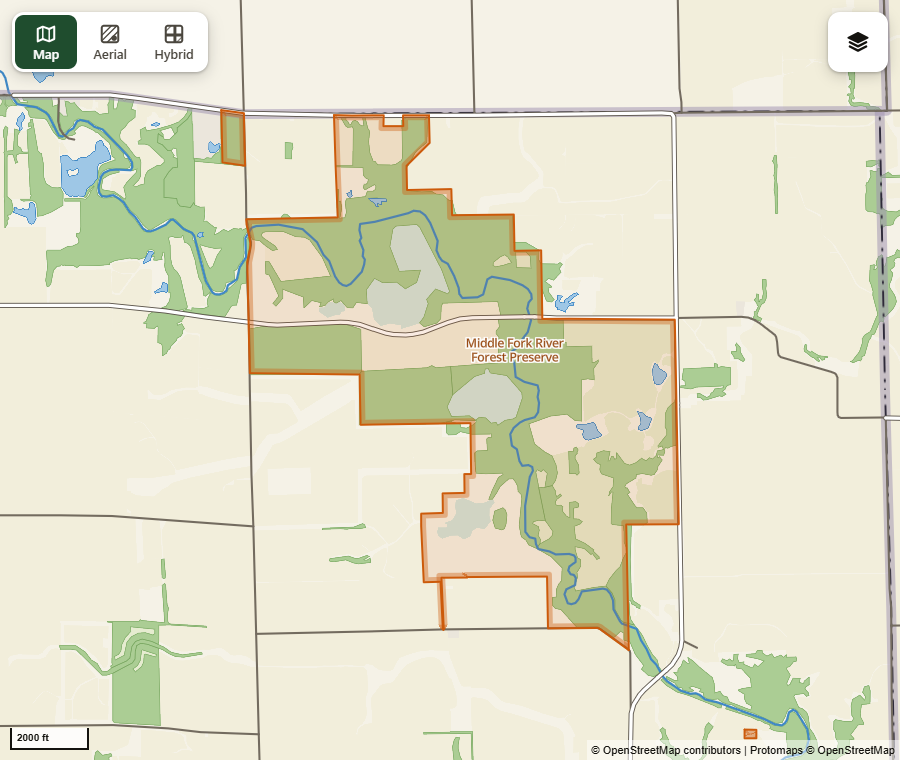 Map
Aerial
Hybrid
Middle Fork River
Forest Preserve
2000 ft
© OpenStreetMap contributors | Protomaps © OpenStreetMap